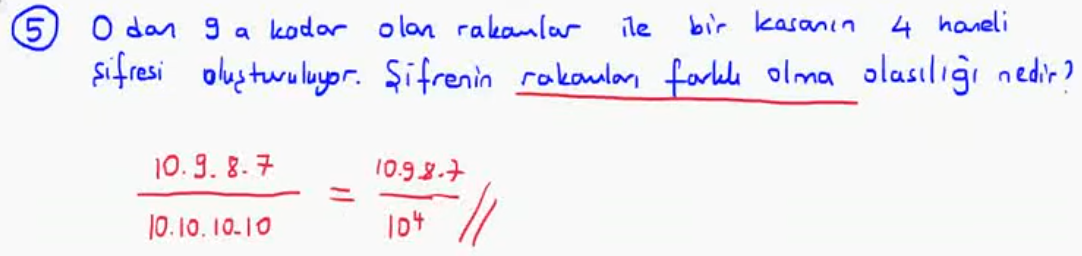 5 0 dan 9 a kadar olan rakamlar ile bir kasanın 4 haneli
şifresi oluşturuluyor. Şifrenin rakamları farklı olma olasılığı nedir?
10.9.8.7 / 10.10.10.10 = 10.9.8.7 / 10⁴ //